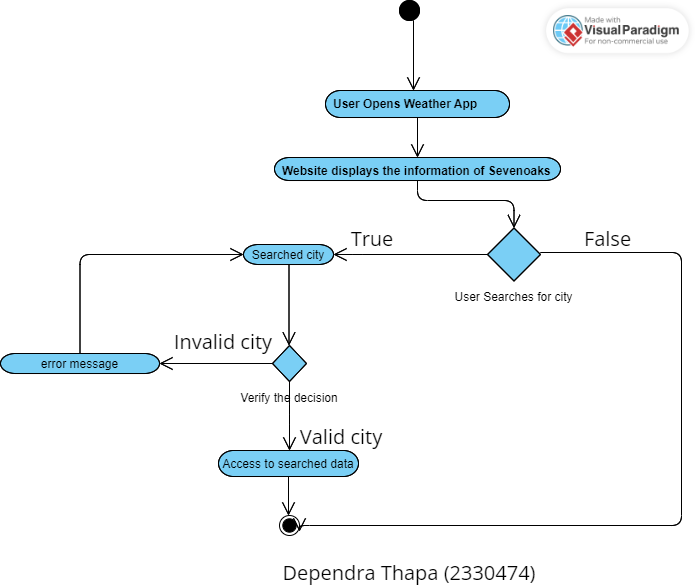 Made with
Visual Paradigm
For non-commercial use
User Opens Weather App
Website displays the information of Sevenoaks
True
False
Searched city
User Searches for city
Invalid city
error message
Verify the decision
Valid city
Access to searched data
Dependra Thapa (2330474)